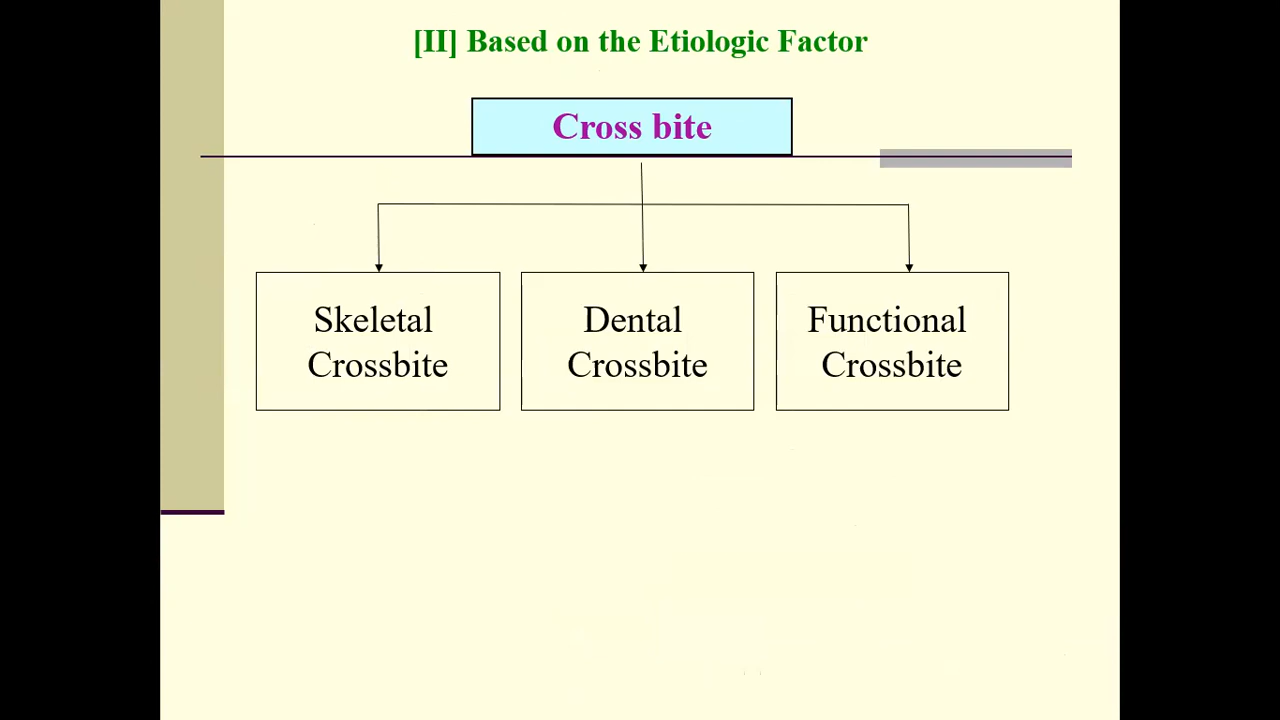 [II] Based on the Etiologic Factor
Cross bite
Skeletal
Crossbite
Dental
Crossbite
Functional
Crossbite